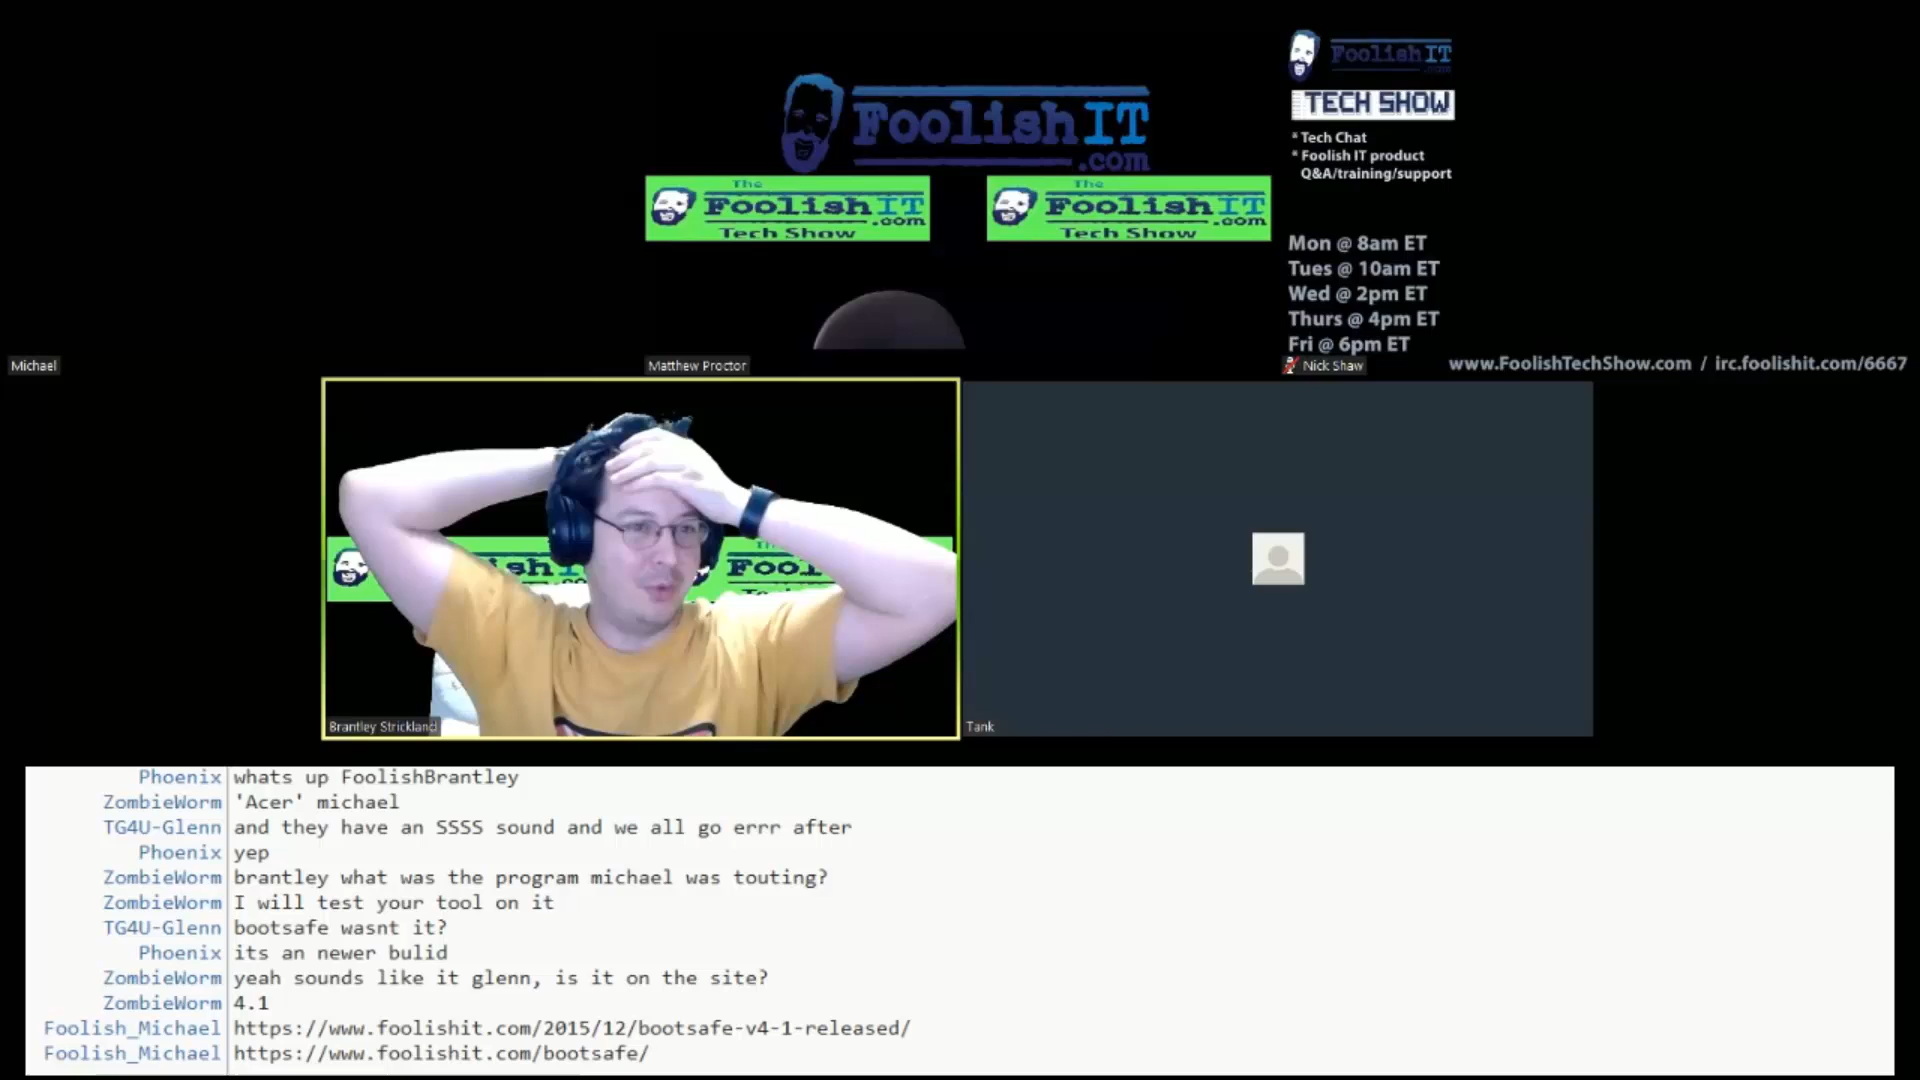 FoolishIT
.com
The
FoolishIT
.com
Tech Show
The
FoolishIT
.com
Tech Show
FoolishIT
.com
TECH SHOW
* Tech Chat
* Foolish IT product
Q&A/training/support
Mon @ 8am ET
Tues @ 10am ET
Wed @ 2pm ET
Thurs @ 4pm ET
Fri @ 6pm ET
Michael
Matthew Proctor
Nick Shaw
www.FoolishTechShow.com / irc.foolishit.com/6667
Brantley Strickland
Tank
Phoenix whats up FoolishBrantley
ZombieWorm 'Acer' michael
TG4U-Glenn and they have an SSSS sound and we all go errr after
Phoenix yep
ZombieWorm brantley what was the program michael was touting?
ZombieWorm I will test your tool on it
TG4U-Glenn bootsafe wasnt it?
Phoenix its an newer bulid
ZombieWorm yeah sounds like it glenn, is it on the site?
ZombieWorm 4.1
Foolish_Michael https://www.foolishit.com/2015/12/bootsafe-v4-1-released/
Foolish_Michael https://www.foolishit.com/bootsafe/